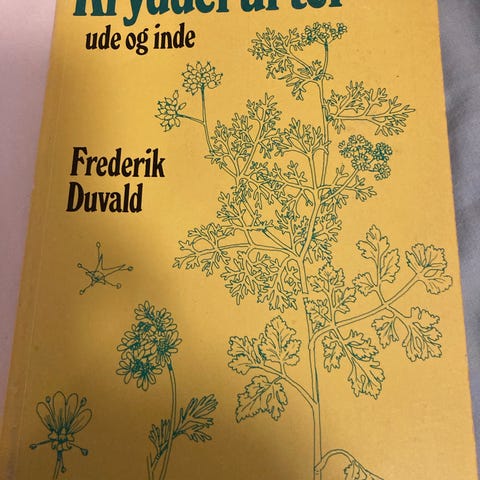 Krydderurter
ude og inde
Frederik
Duvald